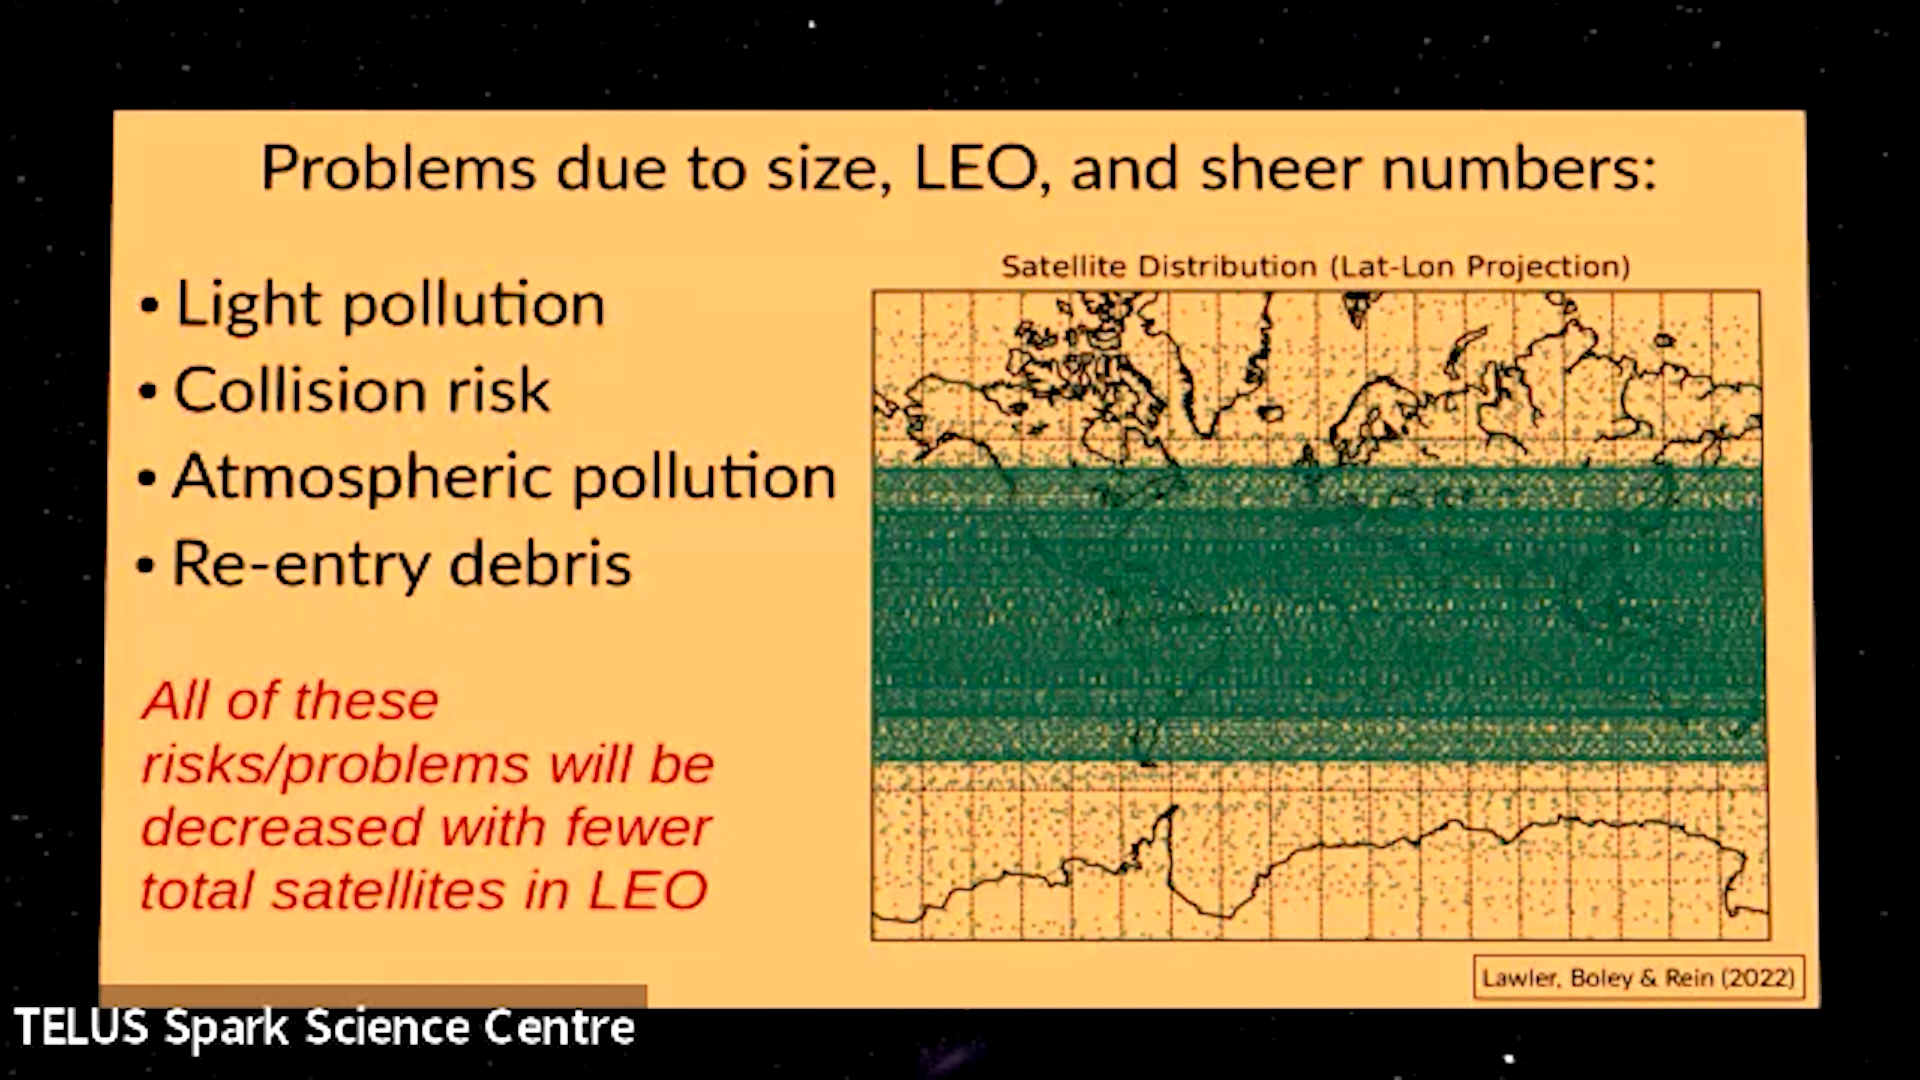 Problems due to size, LEO, and sheer numbers:
• Light pollution
• Collision risk
• Atmospheric pollution
• Re-entry debris
All of these
risks/problems will be
decreased with fewer
total satellites in LEO
Satellite Distribution (Lat-Lon Projection)
Lawler, Boley & Rein (2022)
TELUS Spark Science Centre